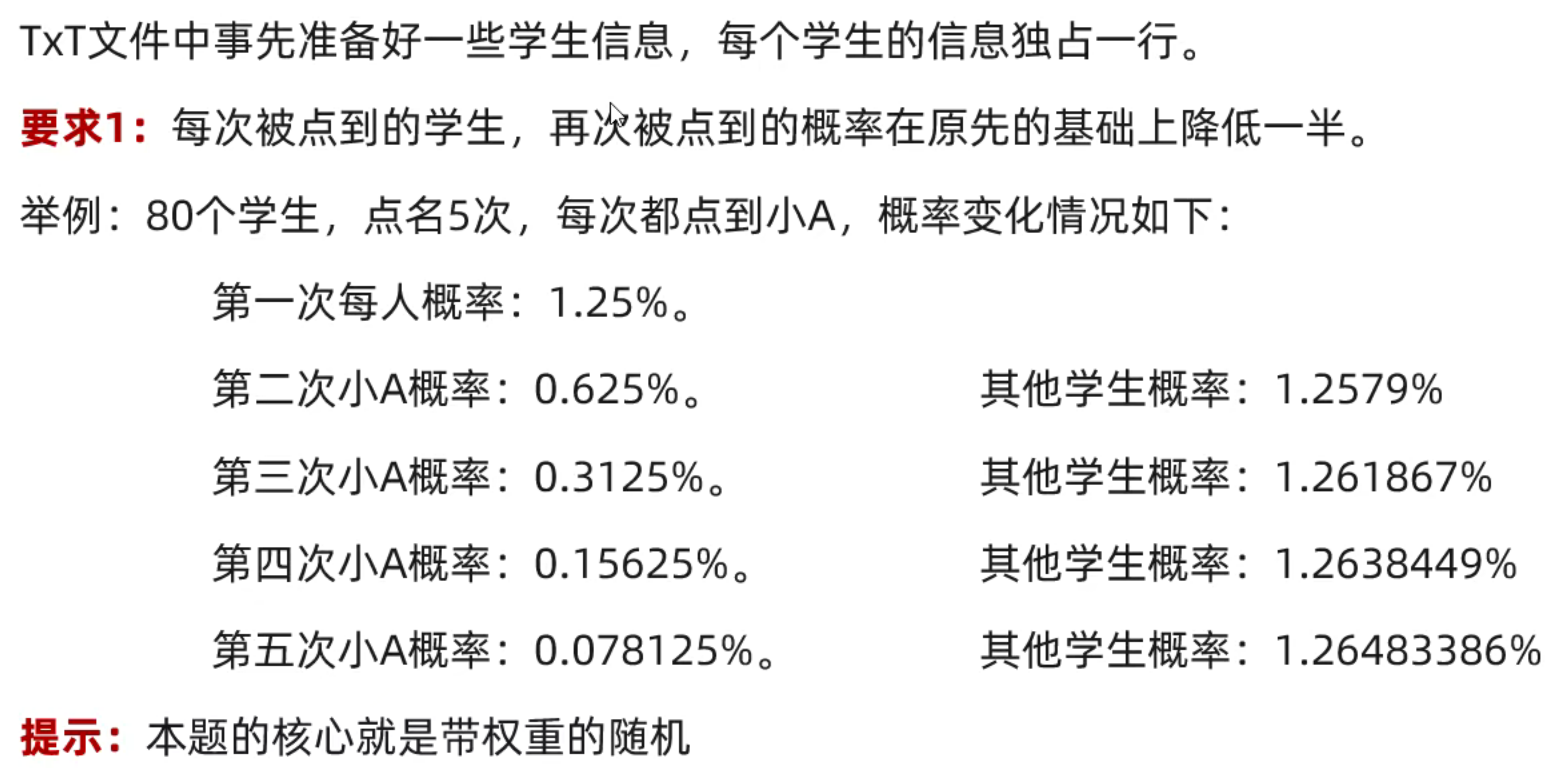 TxT文件中事先准备好一些学生信息，每个学生的信息独占一行。
要求1：每次被点到的学生，再次被点到的概率在原先的基础上降低一半。
举例：80个学生，点名5次，每次都点到小A，概率变化情况如下：
第一次每人概率：1.25%。
第二次小A概率：0.625%。 其他学生概率：1.2579%
第三次小A概率：0.3125%。 其他学生概率：1.261867%
第四次小A概率：0.15625%。 其他学生概率：1.2638449%
第五次小A概率：0.078125%。 其他学生概率：1.26483386%
提示：本题的核心就是带权重的随机